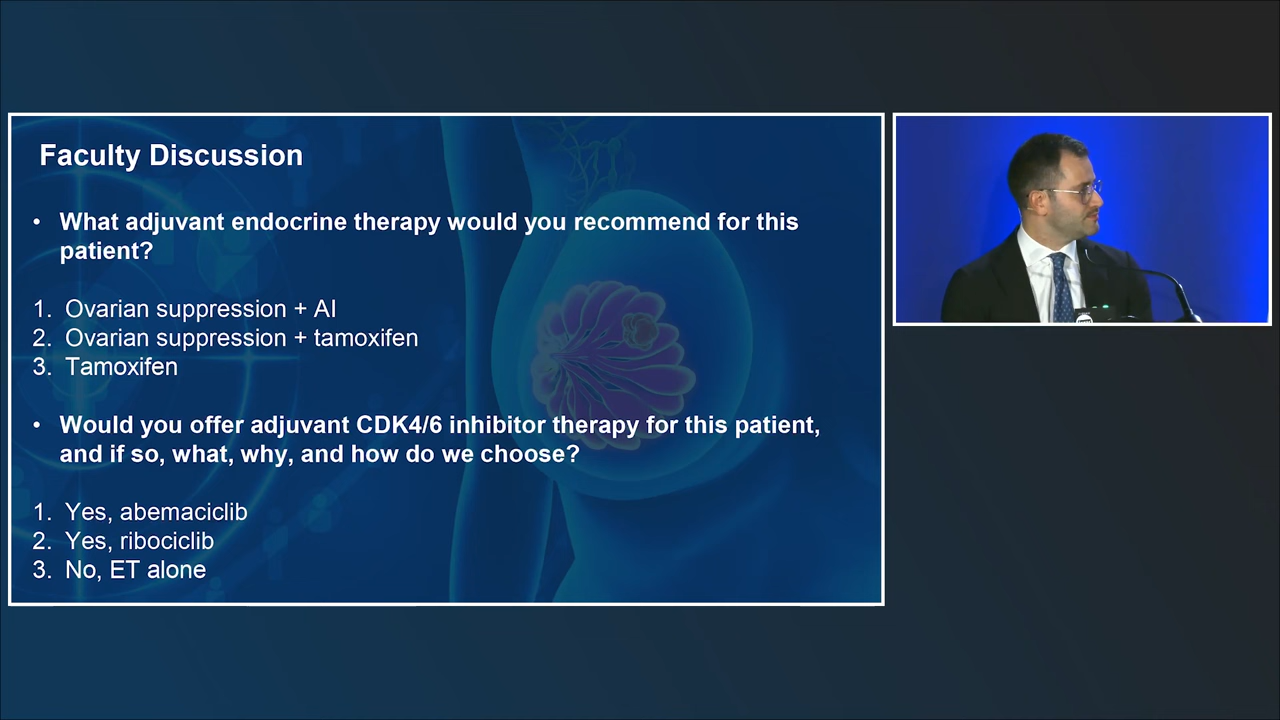 Faculty Discussion
• What adjuvant endocrine therapy would you recommend for this
patient?
1. Ovarian suppression + AI
2. Ovarian suppression + tamoxifen
3. Tamoxifen
• Would you offer adjuvant CDK4/6 inhibitor therapy for this patient,
and if so, what, why, and how do we choose?
1. Yes, abemaciclib
2. Yes, ribociclib
3. No, ET alone